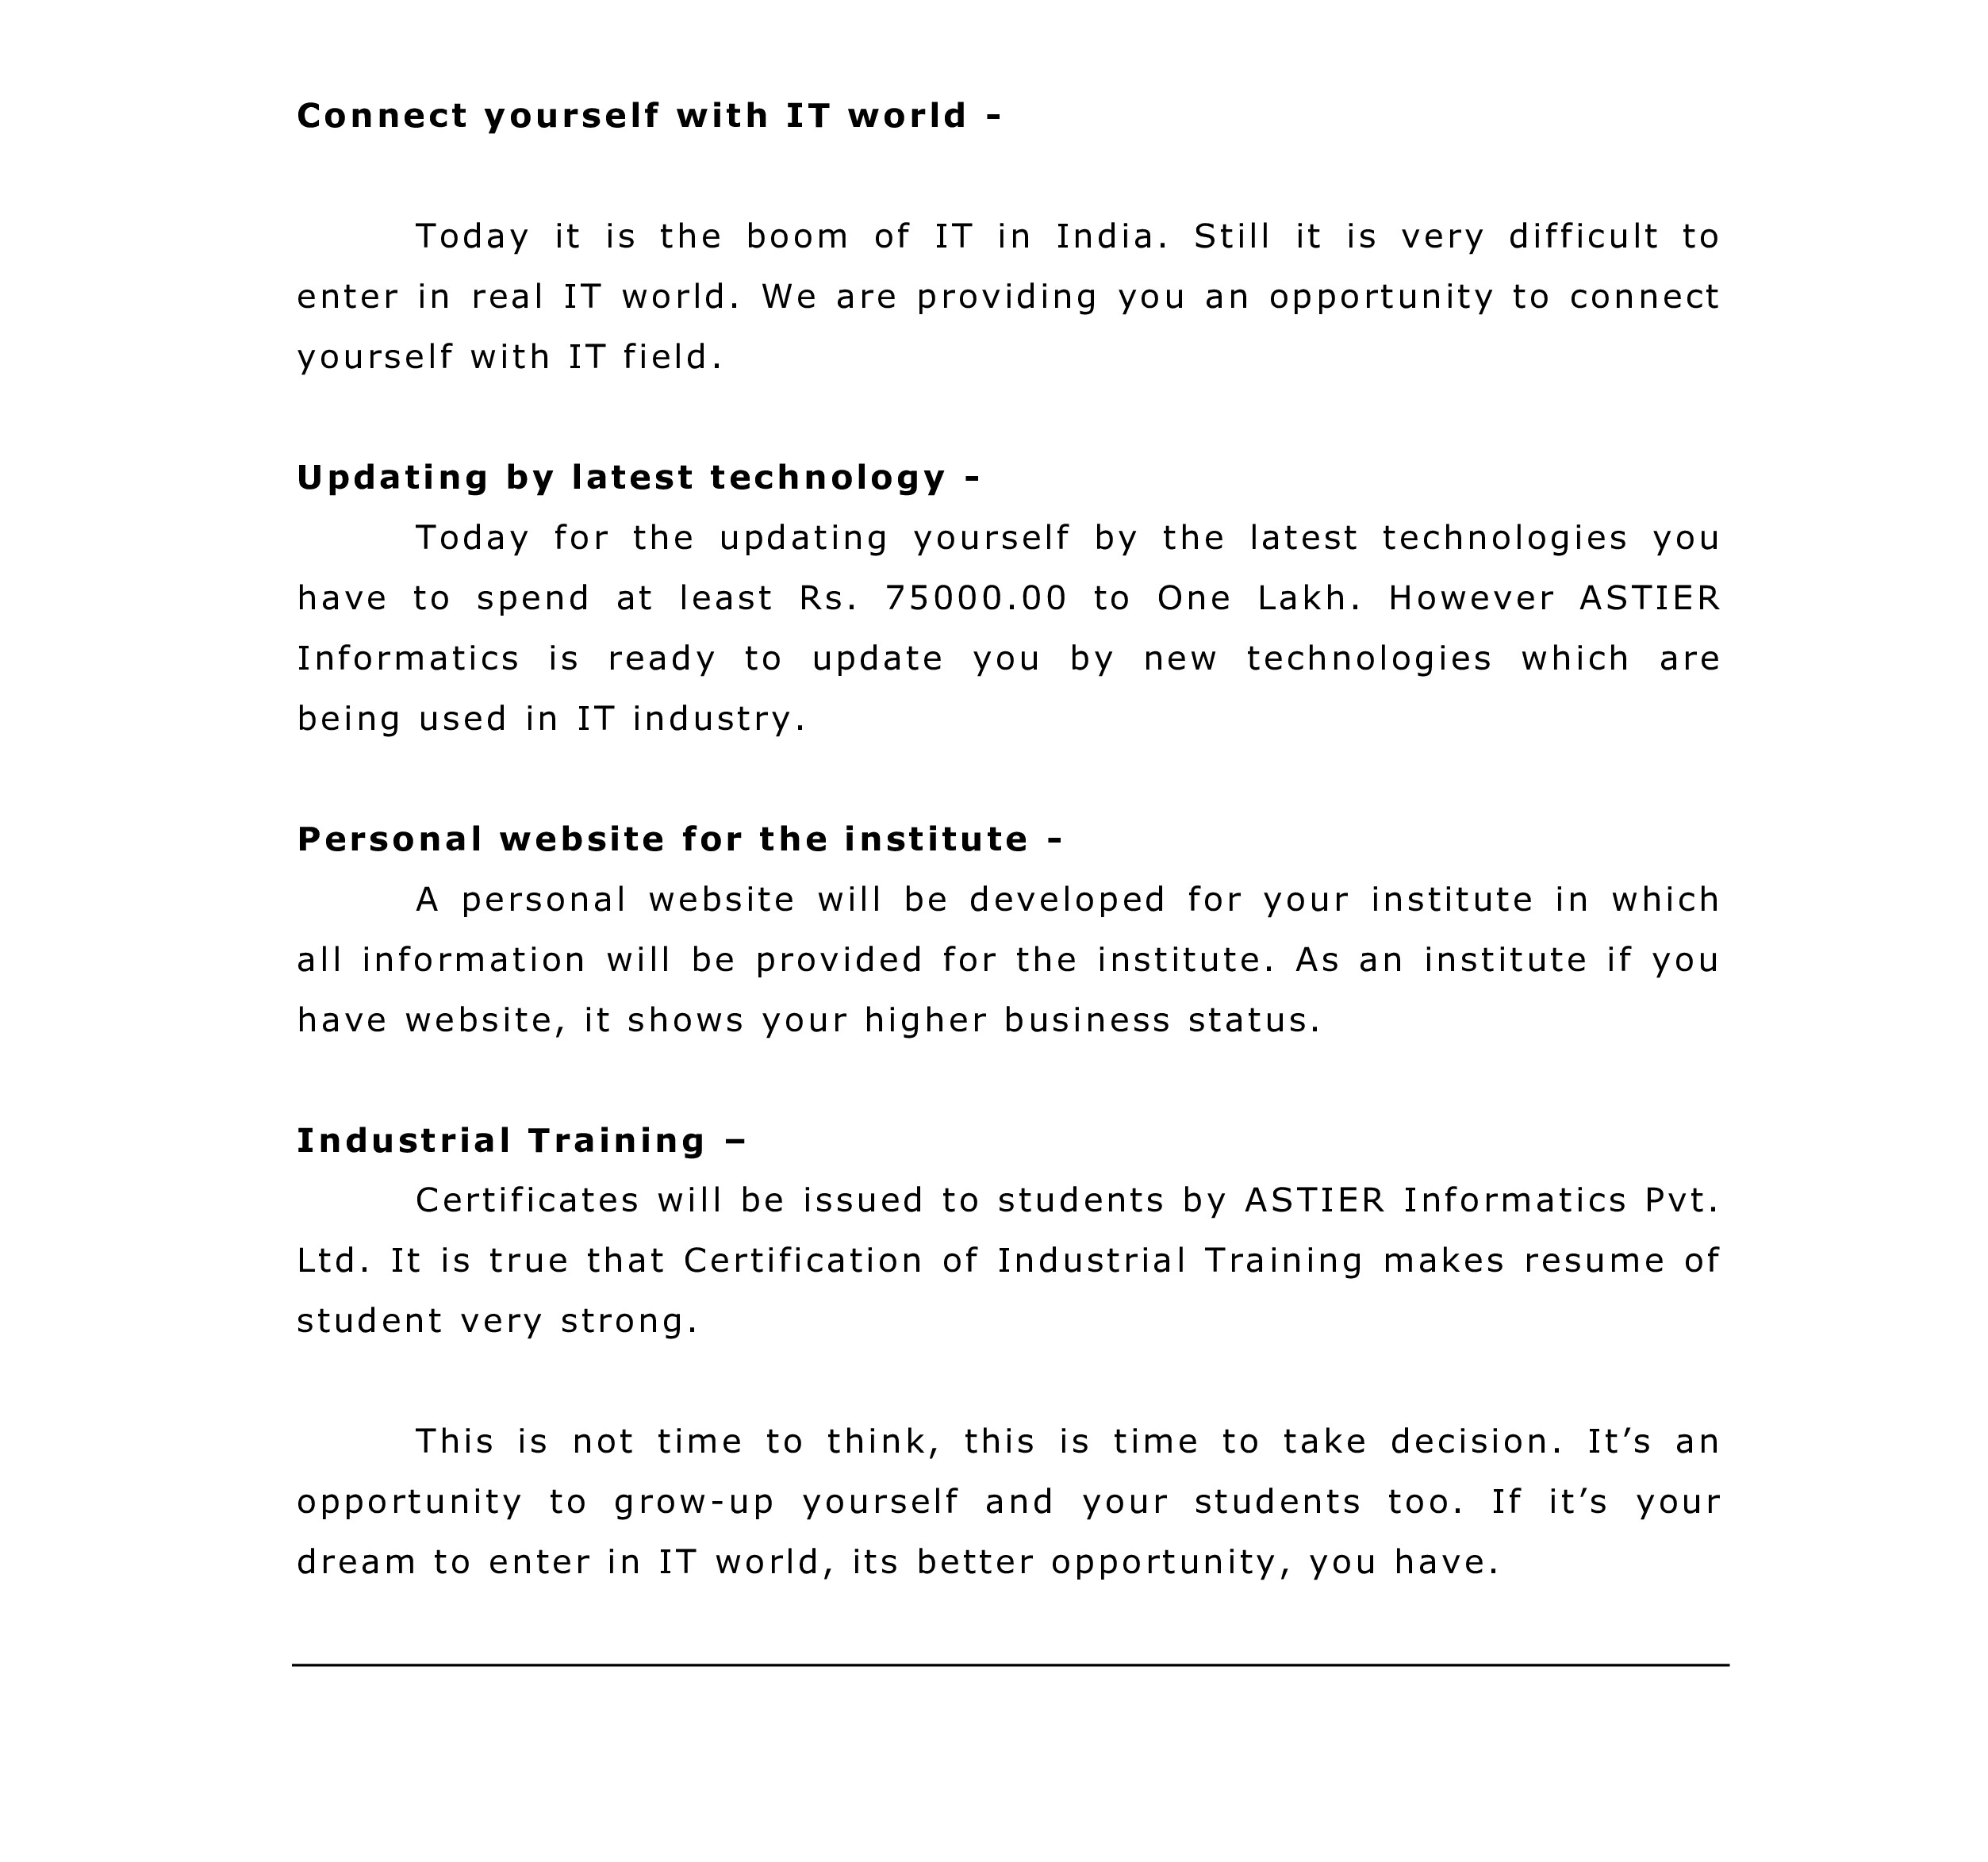 Connect yourself with IT world -
Today it is the boom of IT in India. Still it is very difficult to
enter in real IT world. We are providing you an opportunity to connect
yourself with IT field.
Updating by latest technology -
Today for the updating yourself by the latest technologies you
have to spend at least Rs. 75000.00 to One Lakh. However ASTIER
Informatics is ready to update you by new technologies which are
being used in IT industry.
Personal website for the institute -
A personal website will be developed for your institute in which
all information will be provided for the institute. As an institute if you
have website, it shows your higher business status.
Industrial Training –
Certificates will be issued to students by ASTIER Informatics Pvt.
Ltd. It is true that Certification of Industrial Training makes resume of
student very strong.
This is not time to think, this is time to take decision. It’s an
opportunity to grow-up yourself and your students too. If it’s your
dream to enter in IT world, its better opportunity, you have.